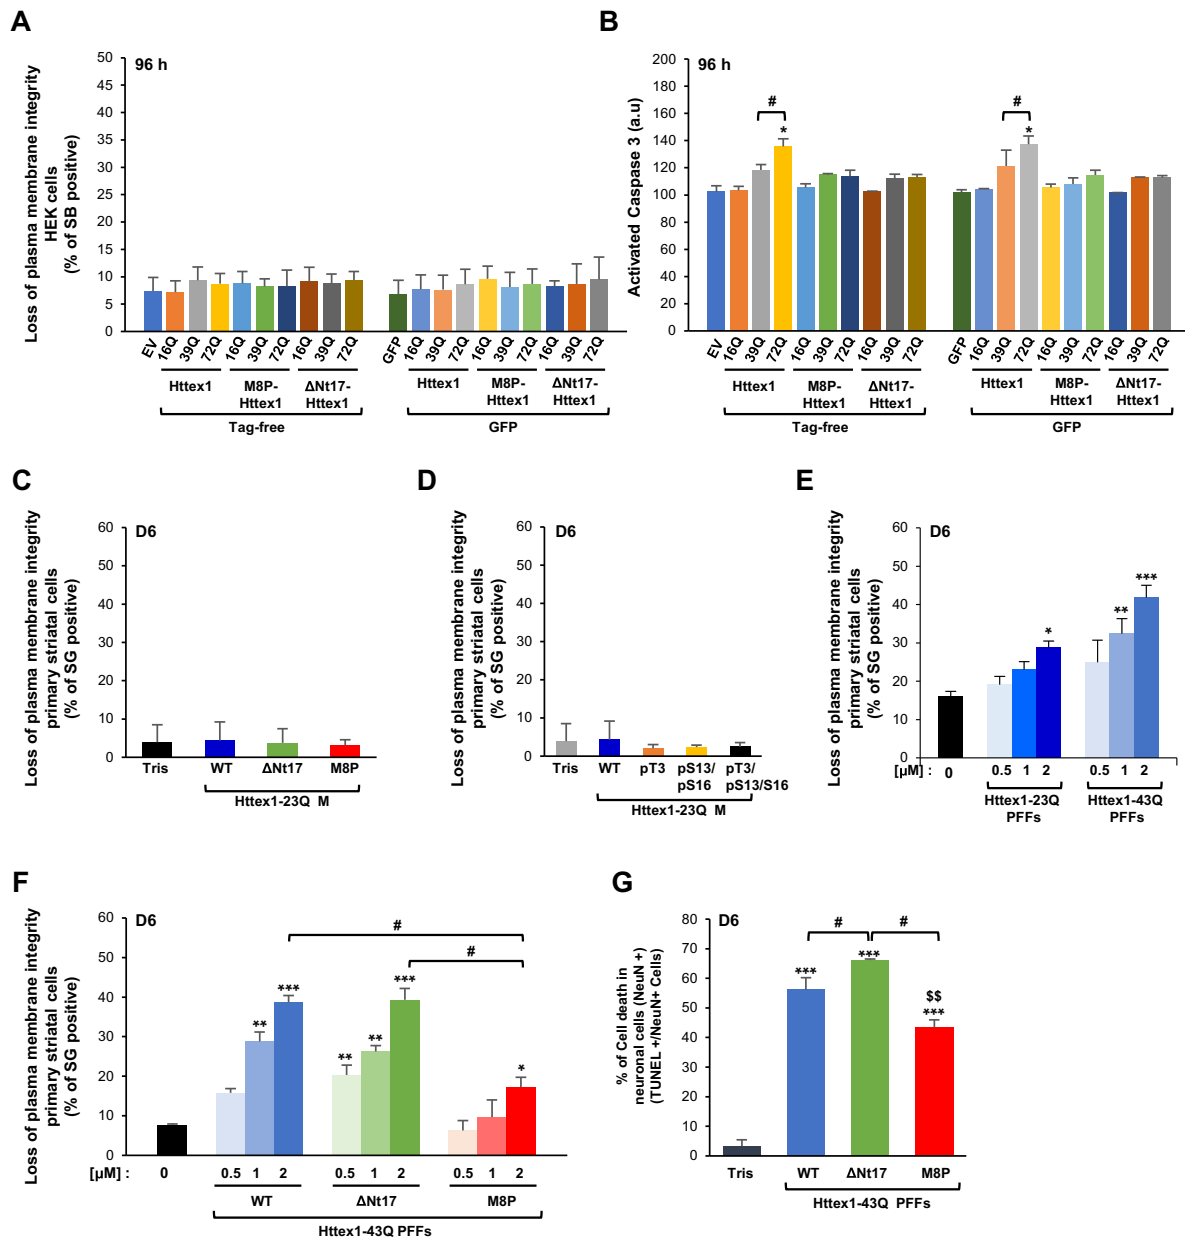 A
Loss of plasma membrane integrity
HEK cells
(% of SB positive)
96 h
50
45
40
35
30
25
20
15
10
5
0
EV 16Q 39Q 72Q 16Q 39Q 72Q 16Q 39Q 72Q GFP 16Q 39Q 72Q 16Q 39Q 72Q 16Q 39Q 72Q
Httex1 M8P-Httex1 ΔNt17-Httex1 Httex1 M8P-Httex1 ΔNt17-Httex1
Tag-free GFP
B
Activated Caspase 3 (a.u)
96 h
200
180
160
140
120
100
80
60
40
20
0
# * # *
EV 16Q 39Q 72Q 16Q 39Q 72Q 16Q 39Q 72Q GFP 16Q 39Q 72Q 16Q 39Q 72Q 16Q 39Q 72Q
Httex1 M8P-Httex1 ΔNt17-Httex1 Httex1 M8P-Httex1 ΔNt17-Httex1
Tag-free GFP
C
Loss of plasma membrane integrity
primary striatal cells
(% of SG positive)
D6
60
50
40
30
20
10
0
Tris WT ΔNt17 M8P
Httex1-23Q M
D
Loss of plasma membrane integrity
primary striatal cells
(% of SG positive)
D6
60
50
40
30
20
10
0
Tris WT pT3 pS13/ pT3/
pS16 pS13/S16
Httex1-23Q M
E
Loss of plasma membrane integrity
primary striatal cells
(% of SG positive)
D6
60
50
40
30
20
10
0
* ** ***
[µM] : 0 0.5 1 2 0.5 1 2
Httex1-23Q Httex1-43Q
PFFs PFFs
F
Loss of plasma membrane integrity
primary striatal cells
(% of SG positive)
D6
60
50
40
30
20
10
0
#
#
** *** ** ** *** *
[µM] : 0 0.5 1 2 0.5 1 2 0.5 1 2
WT ΔNt17 M8P
Httex1-43Q PFFs
G
% of Cell death in
neuronal cells (NeuN +)
(TUNEL +/NeuN+ Cells)
D6
80
70
60
50
40
30
20
10
0
# #
*** *** $$
***
Tris WT ΔNt17 M8P
Httex1-43Q PFFs